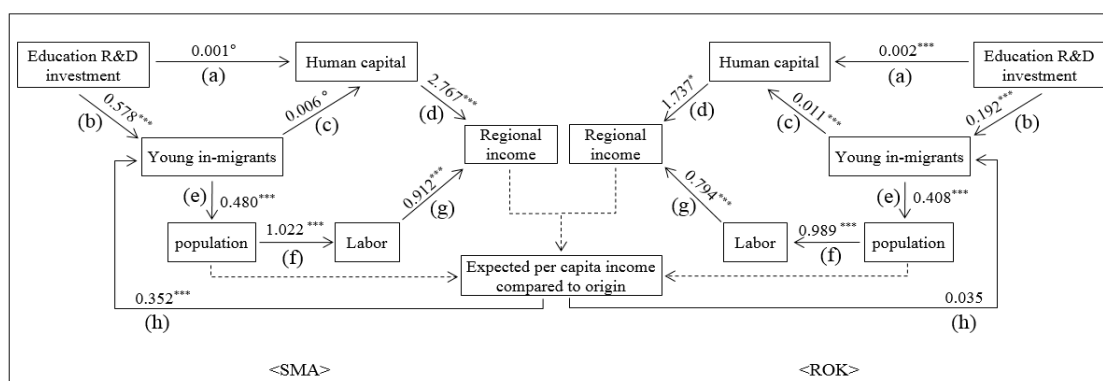 Education R&D
investment
0.001°
(a)
Human capital
(b)
0.578***
0.006 °
(c)
2.767***
(d)
Young in-migrants
Regional
income
(e)
0.480***
0.912***
(g)
population
1.022 ***
(f)
Labor
0.352***
(h)
<SMA>
Expected per capita income
compared to origin
Human capital
0.002***
(a)
Education R&D
investment
1.737*
(d)
0.011***
(c)
0.192***
(b)
Regional
income
Young in-migrants
(e)
0.408***
0.794***
(g)
Labor
0.989 ***
(f)
population
0.035
(h)
<ROK>